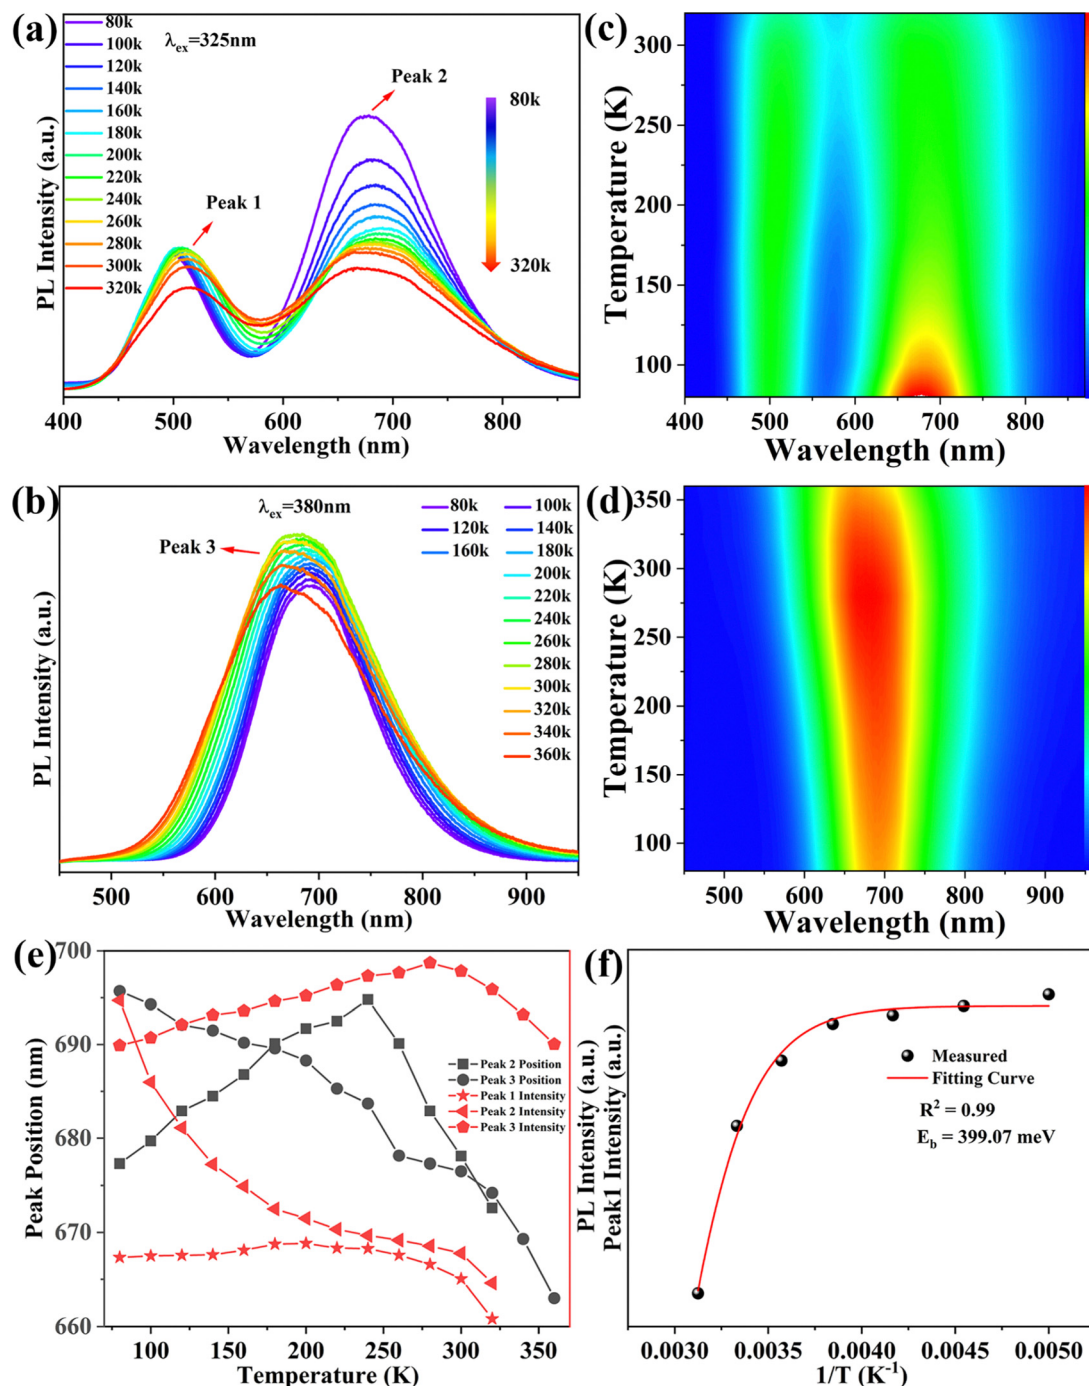 (a)
λex=325nm
80k
100k
120k
140k
160k
180k
200k
220k
240k
260k
280k
300k
320k
Peak 1
Peak 2
80k
320k
PL Intensity (a.u.)
400 500 600 700 800
Wavelength (nm)
(c)
Temperature (K)
300
250
200
150
100
400 500 600 700 800
Wavelength (nm)
(b)
λex=380nm
Peak 3
80k 100k
120k 140k
160k 180k
200k
220k
240k
260k
280k
300k
320k
340k
360k
PL Intensity (a.u.)
500 600 700 800 900
Wavelength (nm)
(d)
Temperature (K)
350
300
250
200
150
100
500 600 700 800 900
Wavelength (nm)
(e)
Peak Position (nm)
700
690
680
670
660
Peak 2 Position
Peak 3 Position
Peak 1 Intensity
Peak 2 Intensity
Peak 3 Intensity
100 150 200 250 300 350
Temperature (K)
PL Intensity (a.u.)
(f)
Peak1 Intensity (a.u.)
Measured
Fitting Curve
R² = 0.99
Eb = 399.07 meV
0.0030 0.0035 0.0040 0.0045 0.0050
1/T (K⁻¹)